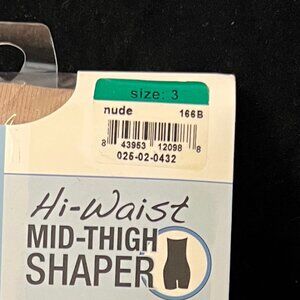 size: 3
nude 166B
8 43953 12098 8
025-02-0432
Hi-Waist
MID-THIGH
SHAPER